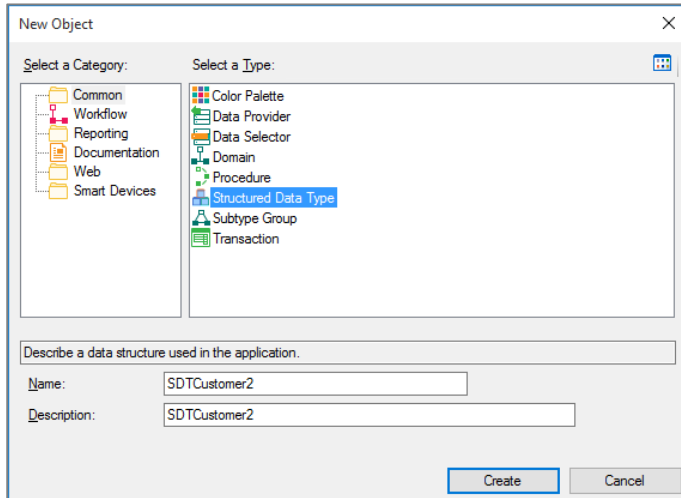 New Object
Select a Category:
Select a Type:
Common
Workflow
Reporting
Documentation
Web
Smart Devices
Color Palette
Data Provider
Data Selector
Domain
Procedure
Structured Data Type
Subtype Group
Transaction
Describe a data structure used in the application.
Name: SDTCustomer2
Description: SDTCustomer2
Create Cancel